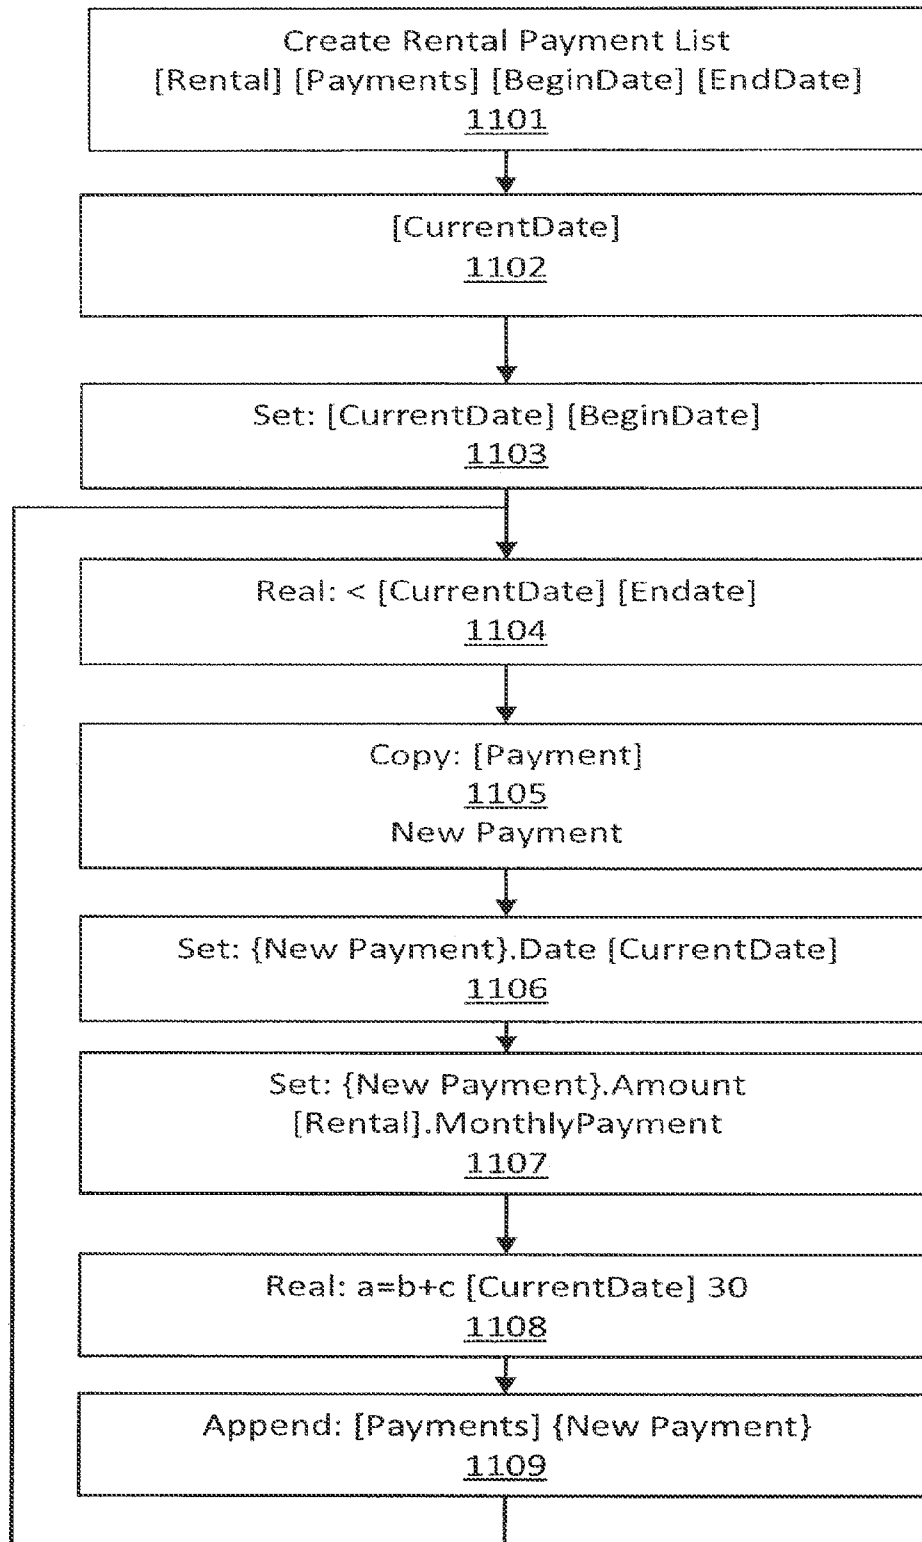 Create Rental Payment List
[Rental] [Payments] [BeginDate] [EndDate]
1101
[CurrentDate]
1102
Set: [CurrentDate] [BeginDate]
1103
Real: < [CurrentDate] [Endate]
1104
Copy: [Payment]
1105
New Payment
Set: {New Payment}.Date [CurrentDate]
1106
Set: {New Payment}.Amount
[Rental].MonthlyPayment
1107
Real: a=b+c [CurrentDate] 30
1108
Append: [Payments] {New Payment}
1109